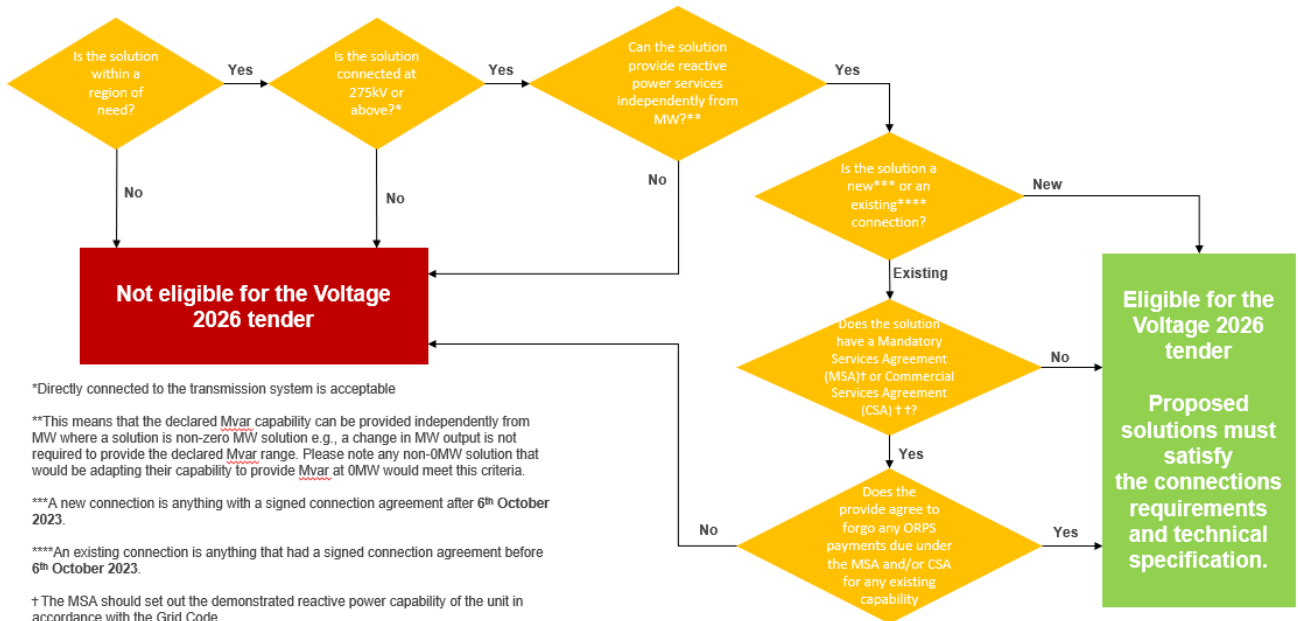 Is the solution
within a
region of
need?
Yes
Is the
solution
connected at
275kV or
above?*
Yes
Can the solution
provide reactive
power services
independently from
MW?**
Yes
No
No
No
Is the solution a
new*** or an
existing****
connection?
New
Existing
Not eligible for the Voltage
2026 tender
Eligible for the
Voltage 2026
tender
Proposed
solutions must
satisfy
the connections
requirements
and technical
specification.
Does the solution
have a Mandatory
Services Agreement
(MSA)† or Commercial
Services Agreement
(CSA) ††?
No
Yes
Does the
provide agree to
forgo any ORPS
payments due under
the MSA and/or CSA
for any existing
capability
No
Yes
*Directly connected to the transmission system is acceptable
**This means that the declared Mvar capability can be provided independently from
MW where a solution is non-zero MW solution e.g., a change in MW output is not
required to provide the declared Mvar range. Please note any non-0MW solution that
would be adapting their capability to provide Mvar at 0MW would meet this criteria.
***A new connection is anything with a signed connection agreement after 6th October
2023.
****An existing connection is anything that had a signed connection agreement before
6th October 2023.
† The MSA should set out the demonstrated reactive power capability of the unit in
accordance with the Grid Code